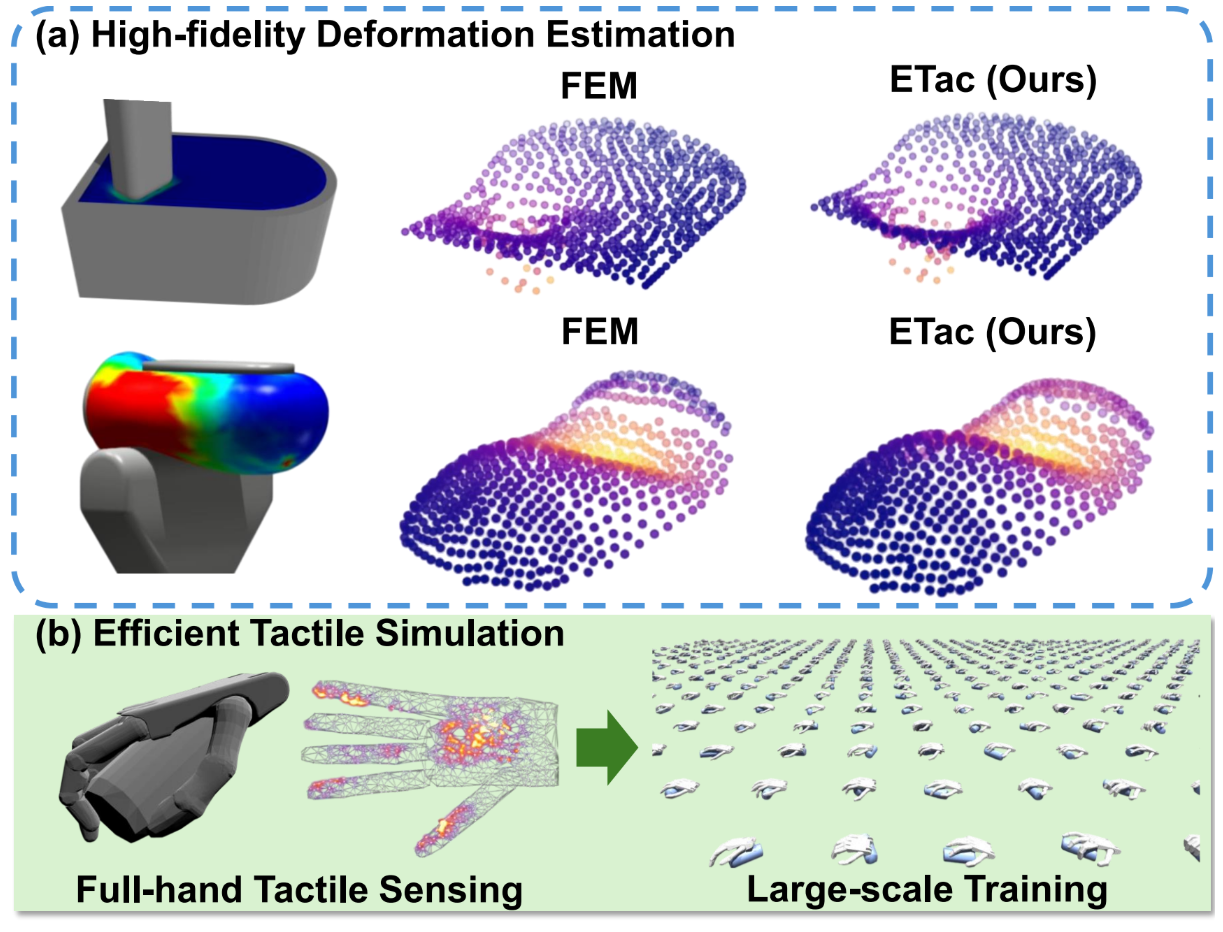 (a) High-fidelity Deformation Estimation
FEM
ETac (Ours)
FEM
ETac (Ours)
(b) Efficient Tactile Simulation
Full-hand Tactile Sensing
Large-scale Training